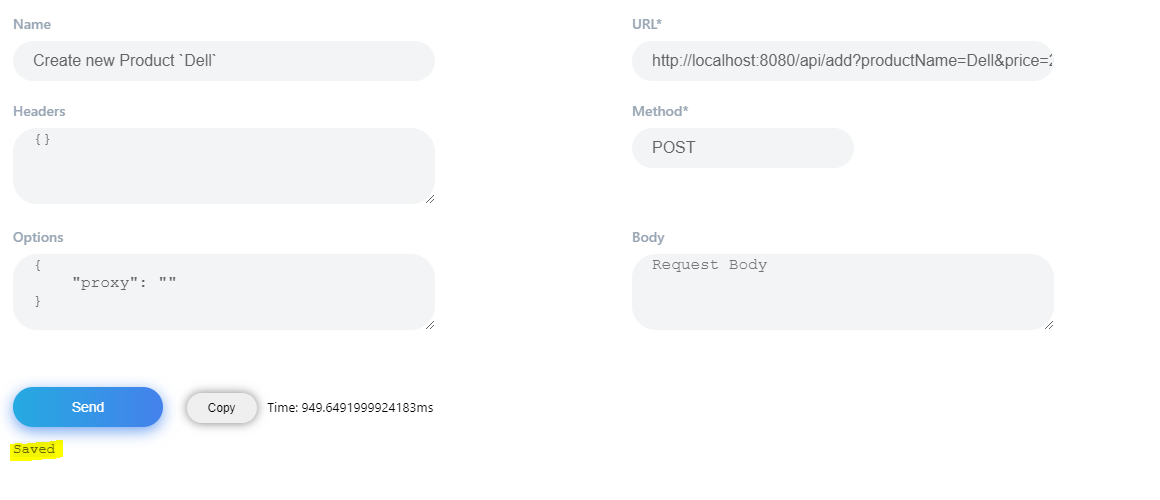 Name
Create new Product `Dell`
URL*
http://localhost:8080/api/add?productName=Dell&price=
Headers
{}
Method*
POST
Options
{
"proxy": ""
}
Body
Request Body
Send
Copy
Time: 949.6491999924183ms
Saved